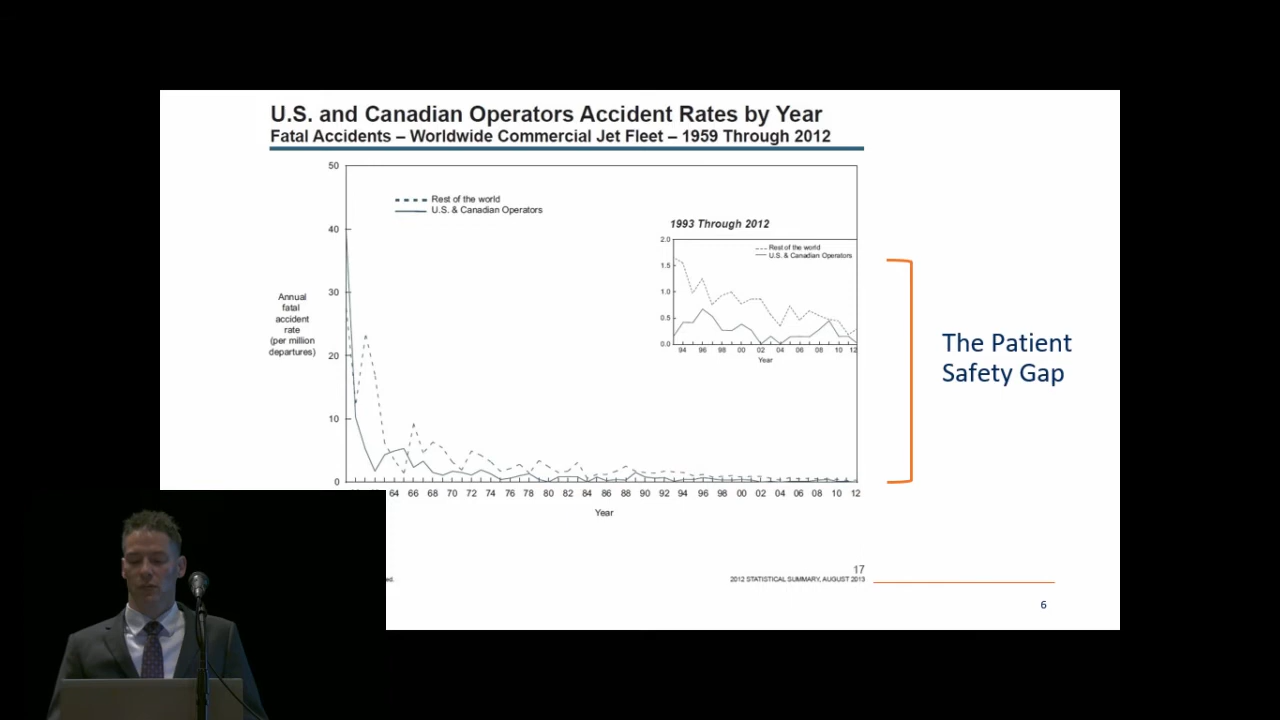 U.S. and Canadian Operators Accident Rates by Year
Fatal Accidents – Worldwide Commercial Jet Fleet – 1959 Through 2012
50
40
30
20
10
0
Annual
fatal
accident
rate
(per million
departures)
Rest of the world
U.S. & Canadian Operators
1993 Through 2012
2.0
1.5
1.0
0.5
0.0
Rest of the world
U.S. & Canadian Operators
94 96 98 00 02 04 06 08 10 12
Year
64 66 68 70 72 74 76 78 80 82 84 86 88 90 92 94 96 98 00 02 04 06 08 10 12
Year
The Patient
Safety Gap
17
2012 STATISTICAL SUMMARY, AUGUST 2013
6